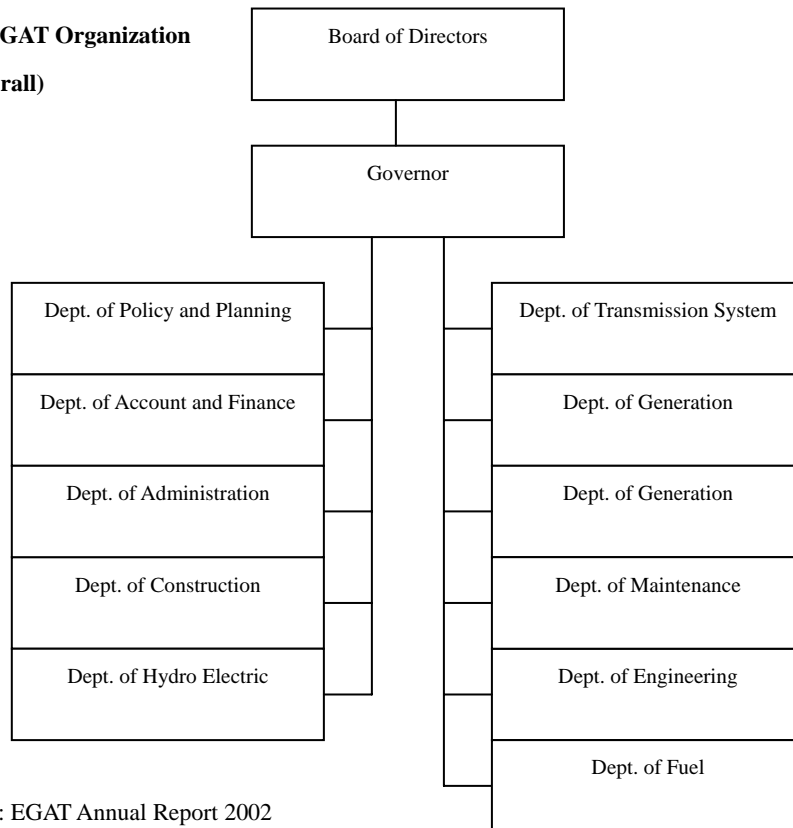 GAT Organization
rall)
Board of Directors
Governor
Dept. of Policy and Planning
Dept. of Account and Finance
Dept. of Administration
Dept. of Construction
Dept. of Hydro Electric
Dept. of Transmission System
Dept. of Generation
Dept. of Generation
Dept. of Maintenance
Dept. of Engineering
Dept. of Fuel
: EGAT Annual Report 2002